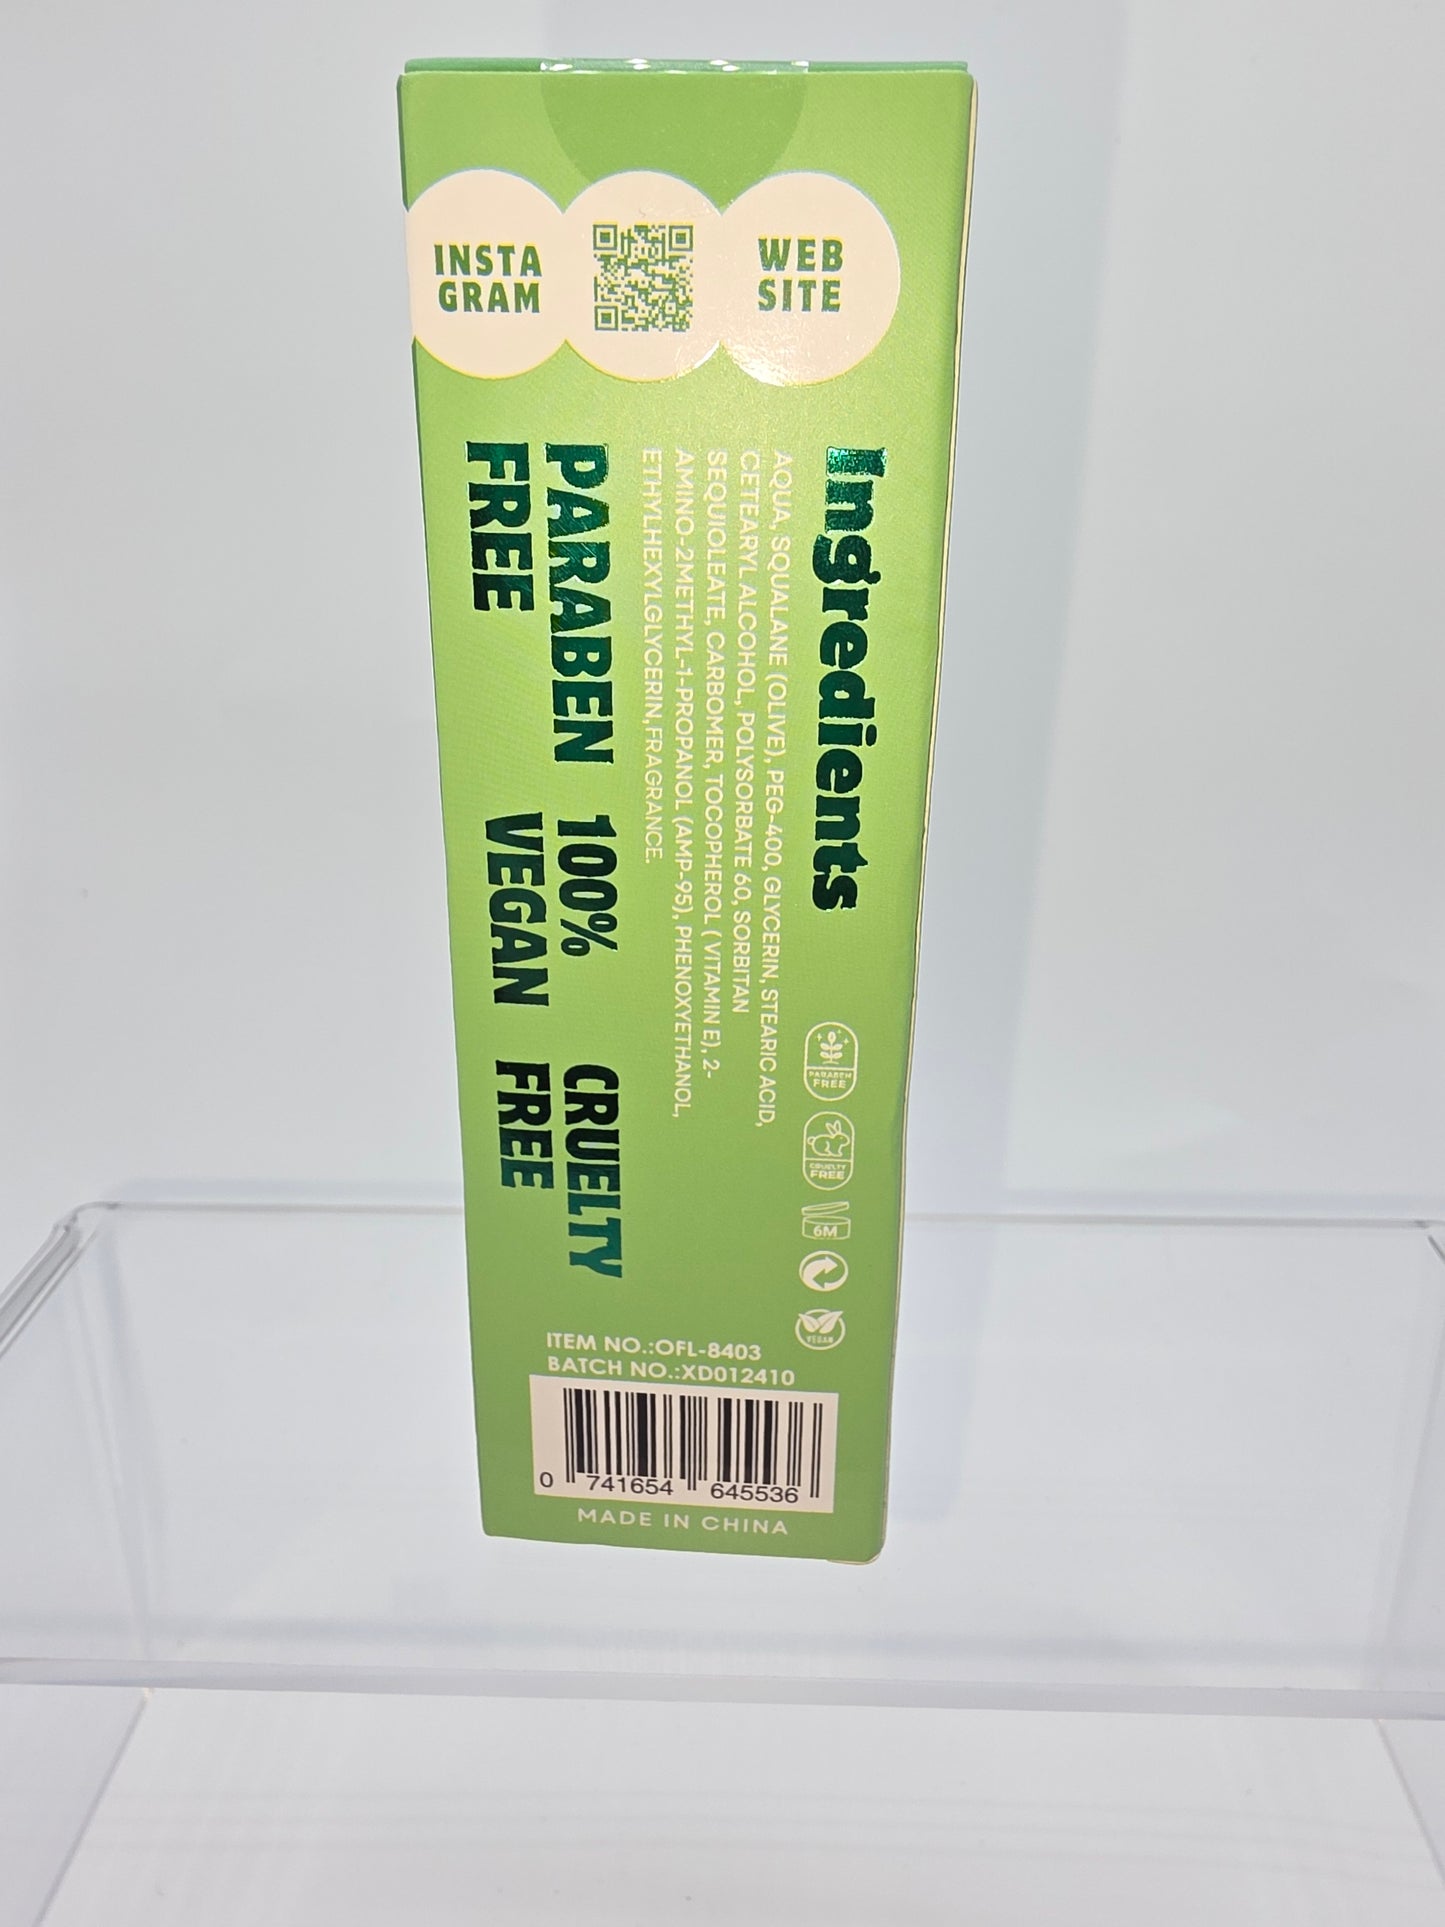 INSTA
GRAM
WEB
SITE
Ingredients
AQUA, SQUALANE (OLIVE), PEG-400, GLYCERIN, STEARIC ACID,
CETEARYL ALCOHOL, POLYSORBATE 60, SORBITAN
SEQUIOLEATE, CARBOMER, TOCOPHEROL ( VITAMIN E), 2-
AMINO-2METHYL-1-PROPANOL (AMP-95), PHENOXYETHANOL,
ETHYLHEXYLGLYCERIN,FRAGRANCE.
PARABEN
FREE
100%
VEGAN
CRUELTY
FREE
PARABEN
FREE
CRUELTY
FREE
6M
VEGAN
ITEM NO.:OFL-8403
BATCH NO.:XD012410
0 741654 645536
MADE IN CHINA